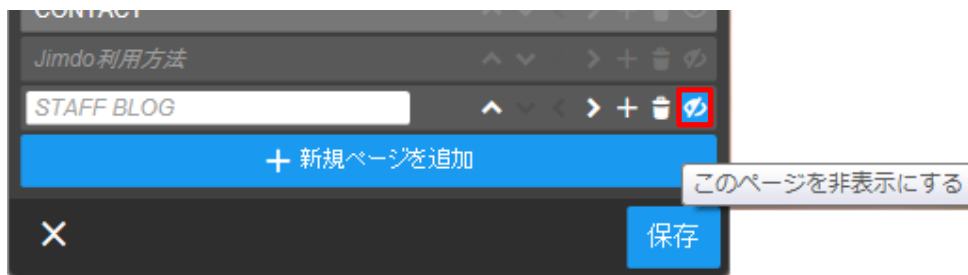 CONTACT
Jimdo利用方法
STAFF BLOG
新規ページを追加
このページを非表示にする
保存